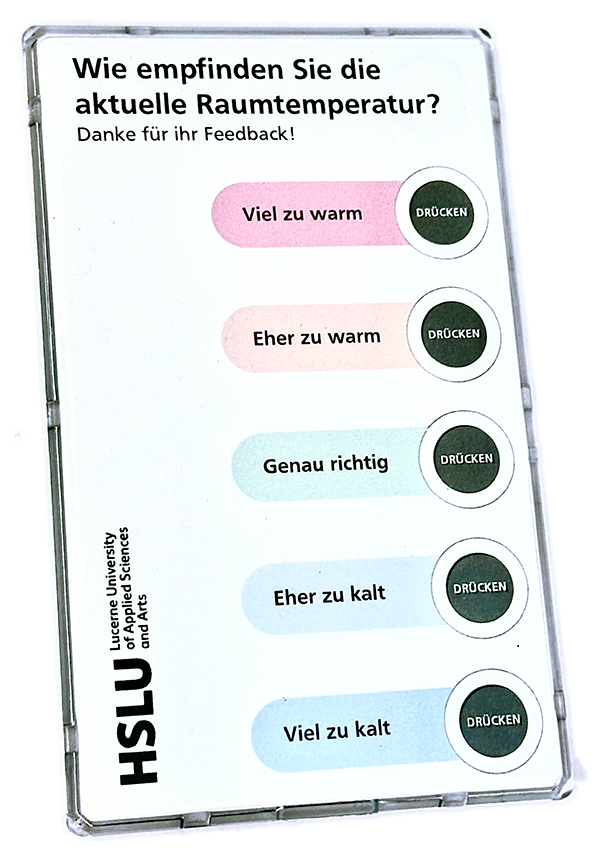 Wie empfinden Sie die
aktuelle Raumtemperatur?
Danke für ihr Feedback!
Viel zu warm
DRÜCKEN
Eher zu warm
DRÜCKEN
Genau richtig
DRÜCKEN
Eher zu kalt
DRÜCKEN
Viel zu kalt
DRÜCKEN
HSLU
Lucerne University
of Applied Sciences
and Arts